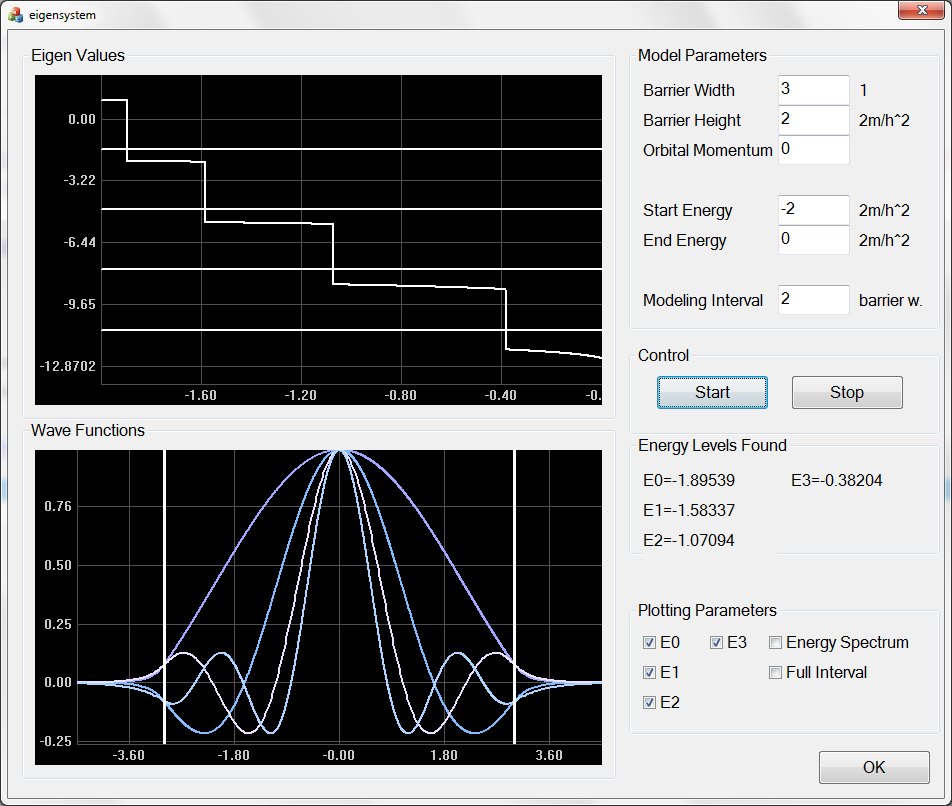 eigensystem
Eigen Values
0.00
-3.22
-6.44
-9.65
-12.8702
-1.60
-1.20
-0.80
-0.40
-0.
Wave Functions
0.76
0.50
0.25
0.00
-0.25
-3.60
-1.80
-0.00
1.80
3.60
Model Parameters
Barrier Width 3 1
Barrier Height 2 2m/h^2
Orbital Momentum 0
Start Energy -2 2m/h^2
End Energy 0 2m/h^2
Modeling Interval 2 barrier w.
Control
Start Stop
Energy Levels Found
E0=-1.89539 E3=-0.38204
E1=-1.58337
E2=-1.07094
Plotting Parameters
E0 E3 Energy Spectrum
E1 Full Interval
E2
OK